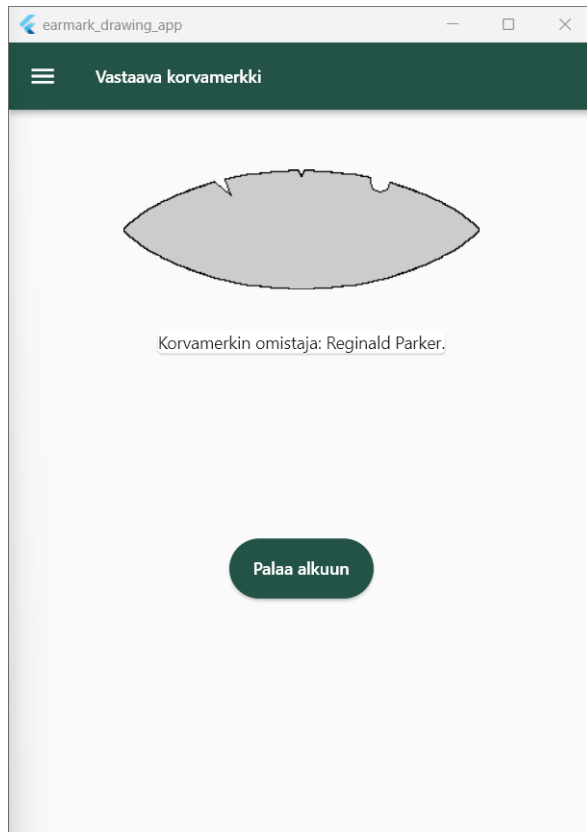 earmark_drawing_app
Vastaava korvamerkki
Korvamerkin omistaja: Reginald Parker.
Palaa alkuun